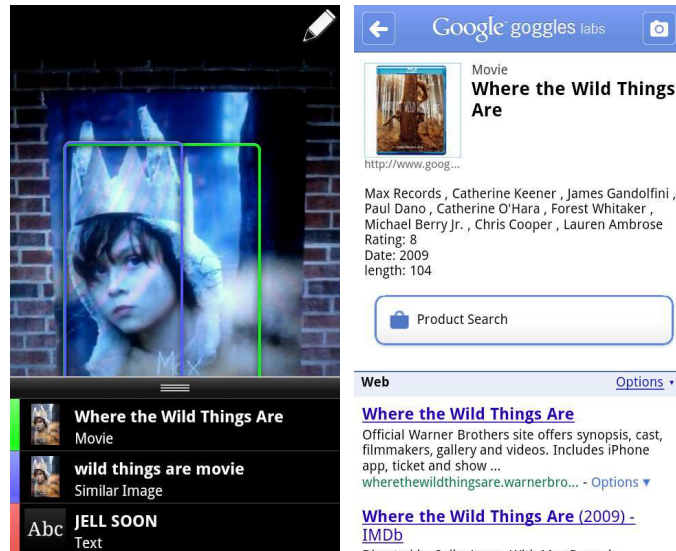 Max
Where the Wild Things Are
Movie
wild things are movie
Similar Image
Abc
JELL SOON
Text
Google goggles labs
Movie
Where the Wild Things
Are
http://www.goog...
Max Records , Catherine Keener , James Gandolfini ,
Paul Dano , Catherine O'Hara , Forest Whitaker ,
Michael Berry Jr. , Chris Cooper , Lauren Ambrose
Rating: 8
Date: 2009
length: 104
Product Search
Web
Options ▾
Where the Wild Things Are
Official Warner Brothers site offers synopsis, cast,
filmmakers, gallery and videos. Includes iPhone
app, ticket and show ...
wherethewildthingsare.warnerbro... - Options ▼
Where the Wild Things Are (2009) -
IMDb